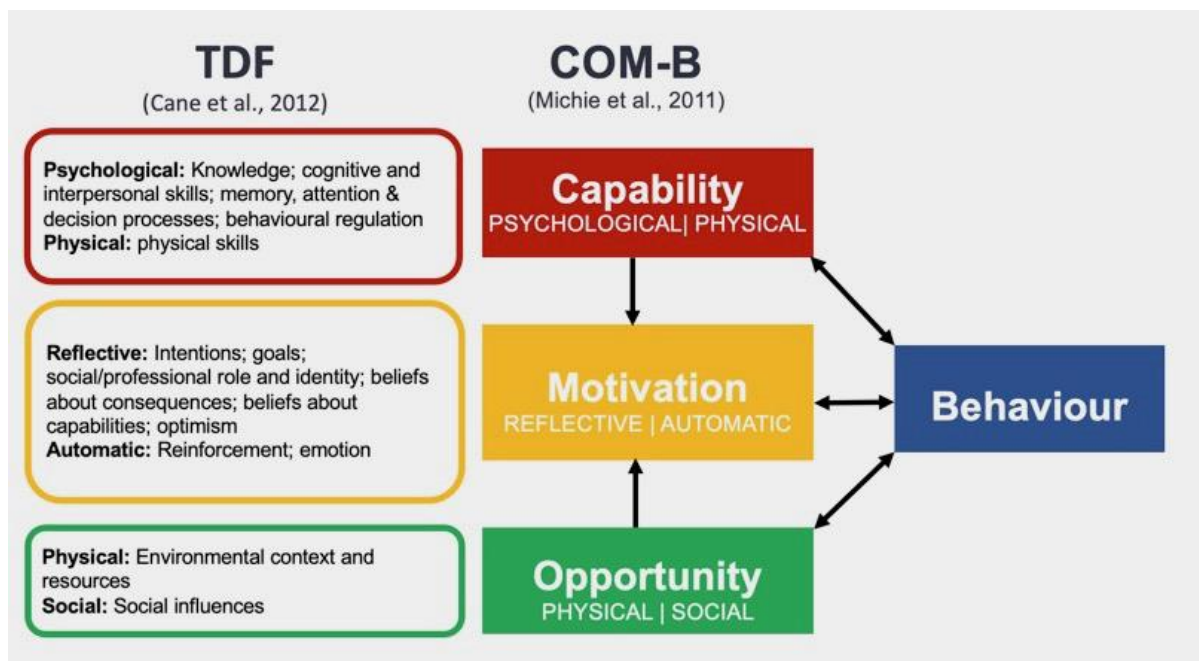 TDF
(Cane et al., 2012)
COM-B
(Michie et al., 2011)
Psychological: Knowledge; cognitive and
interpersonal skills; memory, attention &
decision processes; behavioural regulation
Physical: physical skills
Capability
PSYCHOLOGICAL| PHYSICAL
Reflective: Intentions; goals;
social/professional role and identity; beliefs
about consequences; beliefs about
capabilities; optimism
Automatic: Reinforcement; emotion
Motivation
REFLECTIVE | AUTOMATIC
Behaviour
Physical: Environmental context and
resources
Social: Social influences
Opportunity
PHYSICAL | SOCIAL